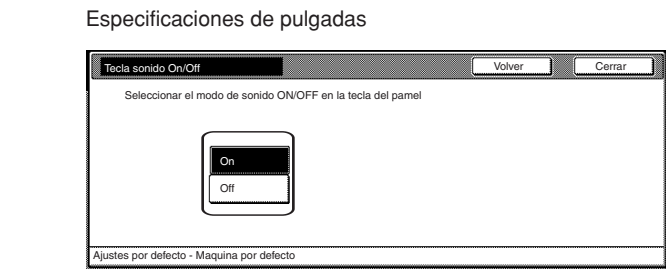 Especificaciones de pulgadas
Tecla sonido On/Off Volver Cerrar
Seleccionar el modo de sonido ON/OFF en la tecla del pamel
On
Off
Ajustes por defecto - Maquina por defecto